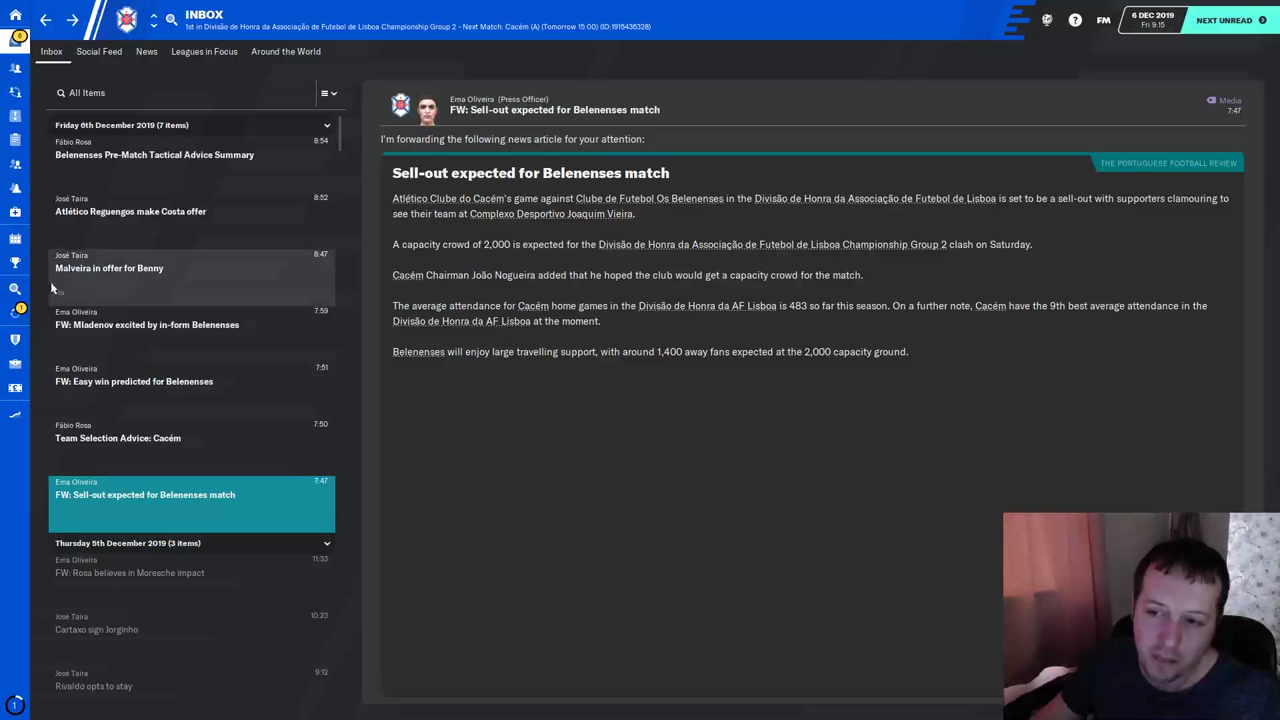 INBOX
1st in Divisão de Honra da Associação de Futebol de Lisboa Championship Group 2 - Next Match: Cacém (A) (Tomorrow 15:00) (ID:1915436328)
FM
6 DEC 2019
Fri 9:15
NEXT UNREAD
6
Inbox
Social Feed
News
Leagues in Focus
Around the World
All Items
Friday 6th December 2019 (7 items)
Fábio Rosa 8:54
Belenenses Pre-Match Tactical Advice Summary
José Taira 8:52
Atlético Reguengos make Costa offer
José Taira 8:47
Malveira in offer for Benny
Ema Oliveira 7:59
FW: Mladenov excited by in-form Belenenses
Ema Oliveira 7:51
FW: Easy win predicted for Belenenses
Fábio Rosa 7:50
Team Selection Advice: Cacém
Ema Oliveira 7:47
FW: Sell-out expected for Belenenses match
Thursday 5th December 2019 (3 items)
Ema Oliveira 11:33
FW: Rosa believes in Moresche impact
José Taira 10:23
Cartaxo sign Jorginho
José Taira 9:12
Rivaldo opts to stay
1
1
Ema Oliveira (Press Officer)
FW: Sell-out expected for Belenenses match
Media
7:47
I'm forwarding the following news article for your attention:
THE PORTUGUESE FOOTBALL REVIEW
Sell-out expected for Belenenses match
Atlético Clube do Cacém's game against Clube de Futebol Os Belenenses in the Divisão de Honra da Associação de Futebol de Lisboa is set to be a sell-out with supporters clamouring to
see their team at Complexo Desportivo Joaquim Vieira.
A capacity crowd of 2,000 is expected for the Divisão de Honra da Associação de Futebol de Lisboa Championship Group 2 clash on Saturday.
Cacém Chairman João Nogueira added that he hoped the club would get a capacity crowd for the match.
The average attendance for Cacém home games in the Divisão de Honra da AF Lisboa is 483 so far this season. On a further note, Cacém have the 9th best average attendance in the
Divisão de Honra da AF Lisboa at the moment.
Belenenses will enjoy large travelling support, with around 1,400 away fans expected at the 2,000 capacity ground.